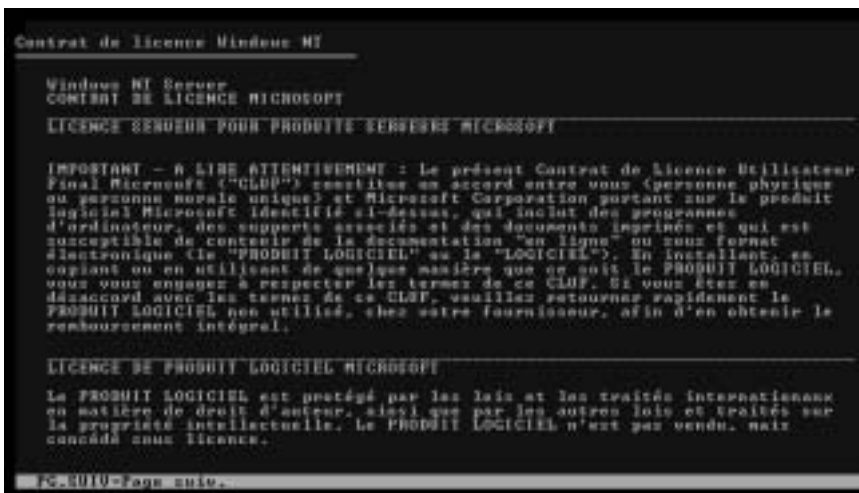 Contrat de licence Windows NT
Windows NT Server
CONTRAT DE LICENCE MICROSOFT
LICENCE SERVEUR POUR PRODUITS SERVEURS MICROSOFT
IMPORTANT - A LIRE ATTENTIVEMENT : Le présent Contrat de Licence Utilisateur
Final Microsoft ("CLUF") constitue un accord entre vous (personne physique
ou personne morale unique) et Microsoft Corporation portant sur le produit
logiciel Microsoft identifié ci-dessus, qui inclut des programmes
d'ordinateur, des supports associés et des documents imprimés et qui est
susceptible de contenir de la documentation "en ligne" ou sous format
électronique (le "PRODUIT LOGICIEL" ou le "LOGICIEL"). En installant, en
copiant ou en utilisant de quelque manière que ce soit le PRODUIT LOGICIEL,
vous vous engagez à respecter les termes de ce CLUF. Si vous êtes en
désaccord avec les termes de ce CLUF, veuillez retourner rapidement le
PRODUIT LOGICIEL non utilisé, chez votre fournisseur, afin d'en obtenir le
remboursement intégral.
LICENCE DE PRODUIT LOGICIEL MICROSOFT
Le PRODUIT LOGICIEL est protégé par les lois et les traités internationaux
en matière de droit d'auteur, ainsi que par les autres lois et traités sur
la propriété intellectuelle. Le PRODUIT LOGICIEL n'est pas vendu, mais
concédé sous licence.
PG.SUIV=Page suiv.